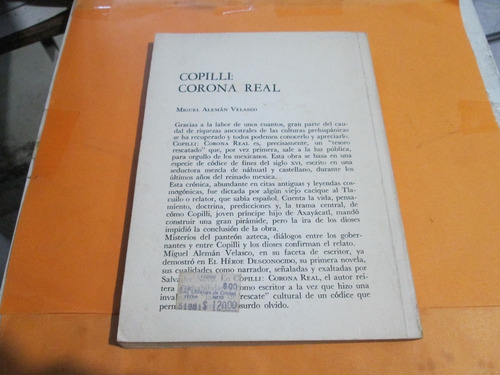 COPILLI:
CORONA REAL
MIGUEL ALEMÁN VELASCO
Gracias a la labor de unos cuantos, gran parte del cau-
dal de riquezas ancestrales de las culturas prehispánicas
se ha recuperado y todos podemos conocerlo y apreciarlo.
COPILLI: CORONA REAL es, precisamente, un "tesoro
rescatado" que, por vez primera, sale a la luz pública,
para orgullo de los mexicanos. Esta obra se basa en una
especie de códice de fines del siglo XVI, escrito en una
seductora mezcla de náhuatl y castellano, durante los
últimos años del reinado mexica.
Esta crónica, abundante en citas antiguas y leyendas cos-
mogónicas, fue dictada por algún viejo cacique al Tla-
cuilo o relator, que sabía español. Cuenta la vida, pen-
samiento, doctrina, predicciones y, la trama central, de
cómo Copilli, joven príncipe hijo de Axayácatl, mandó
construir una gran pirámide, pero la ira de los dioses
impidió la conclusión de la obra.
Misterios del panteón azteca, diálogos entre los gober-
nantes y entre Copilli y los dioses confirman el relato.
Miguel Alemán Velasco, en su faceta de escritor, ya
demostró en EL HÉROE DESCONOCIDO, su primera novela,
sus cualidades como narrador, señaladas y exaltadas por
Salva COPILLI: CORONA REAL, el autor rei-
tera como escritor a la vez que hizo una
inval rescate" cultural de un códice que
perm absurdo olvido.
800
$ 12000